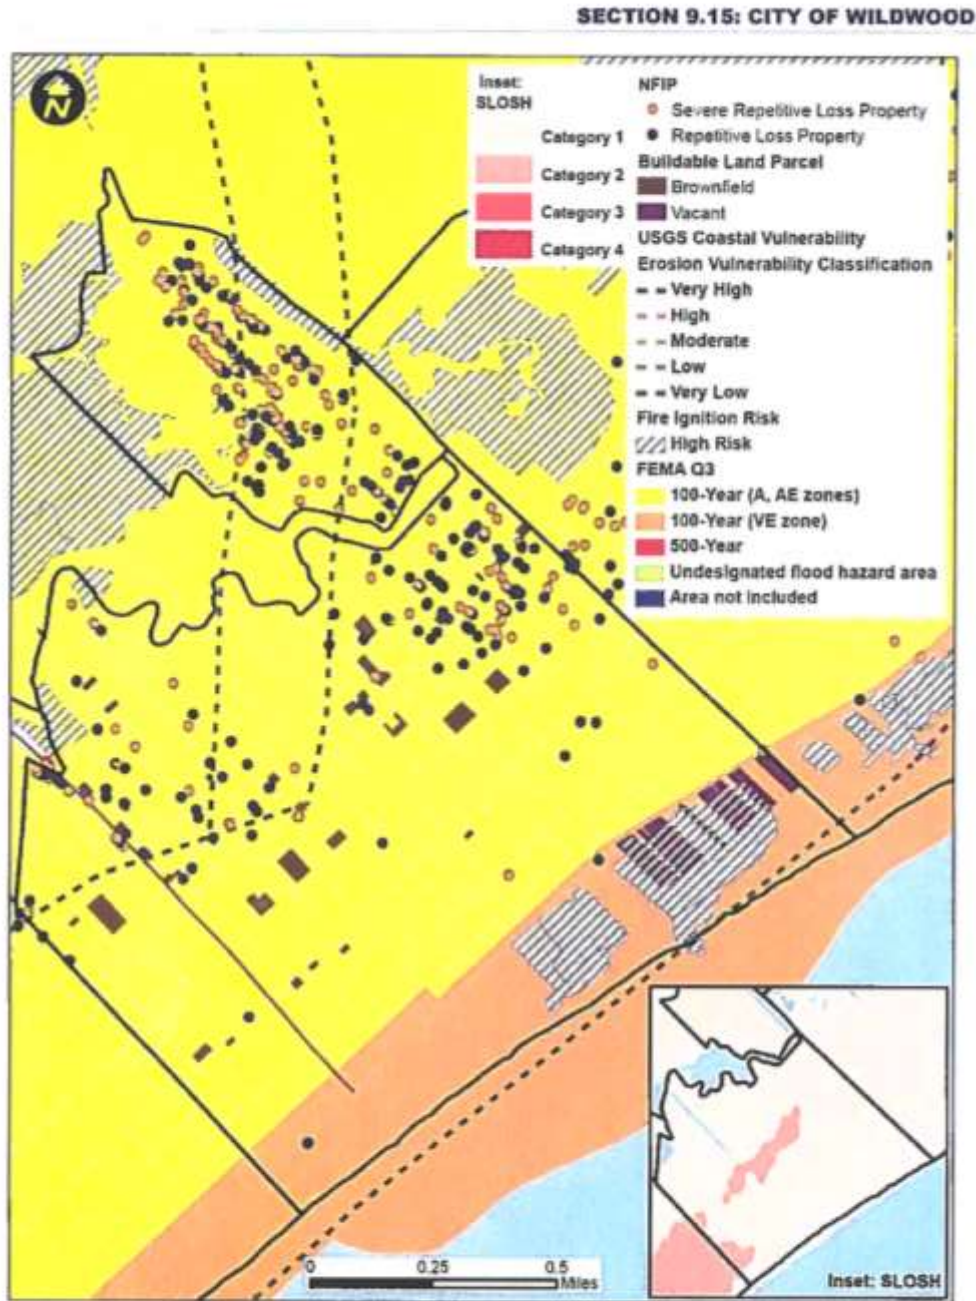 SECTION 9.15: CITY OF WILDWOOD
N
Inset:
SLOSH
Category 1
Category 2
Category 3
Category 4
NFIP
Severe Repetitive Loss Property
Repetitive Loss Property
Buildable Land Parcel
Brownfield
Vacant
USGS Coastal Vulnerability
Erosion Vulnerability Classification
Very High
High
Moderate
Low
Very Low
Fire Ignition Risk
High Risk
FEMA Q3
100-Year (A, AE zones)
100-Year (VE zone)
500-Year
Undesignated flood hazard area
Area not included
0 0.25 0.5
Miles
Inset: SLOSH